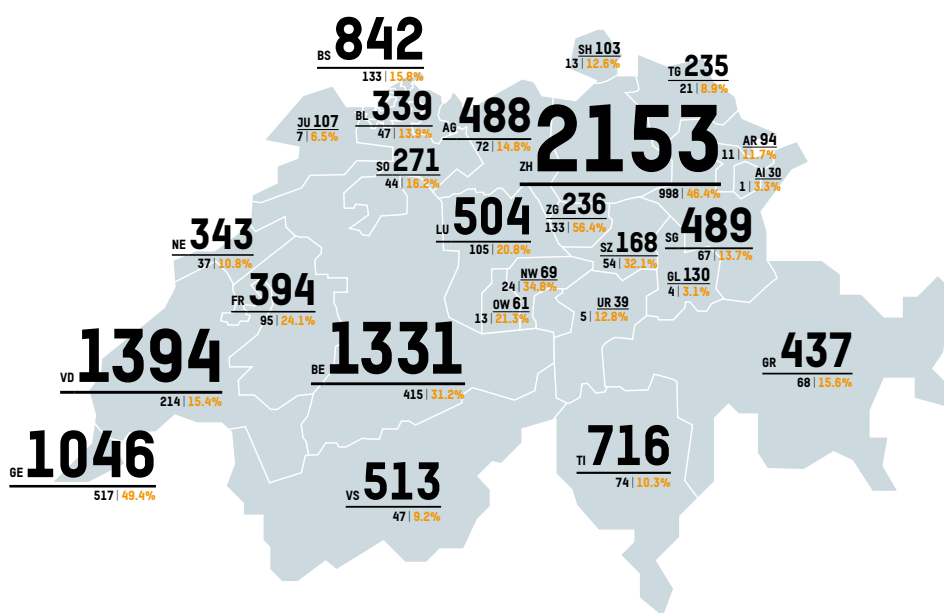 BS 842
133 | 15.8%
SH 103
13 | 12.6%
TG 235
21 | 8.9%
JU 107
7 | 6.5%
BL 339
47 | 13.9%
AG 488
72 | 14.8%
ZH 2153
998 | 46.4%
AR 94
11 | 11.7%
AI 30
1 | 3.3%
SO 271
44 | 16.2%
LU 504
105 | 20.8%
ZG 236
133 | 56.4%
SZ 168
54 | 32.1%
SG 489
67 | 13.7%
NE 343
37 | 10.8%
NW 69
24 | 34.8%
GL 130
4 | 3.1%
FR 394
95 | 24.1%
OW 61
13 | 21.3%
UR 39
5 | 12.8%
VD 1394
214 | 15.4%
BE 1331
415 | 31.2%
GR 437
68 | 15.6%
GE 1046
517 | 49.4%
VS 513
47 | 9.2%
TI 716
74 | 10.3%